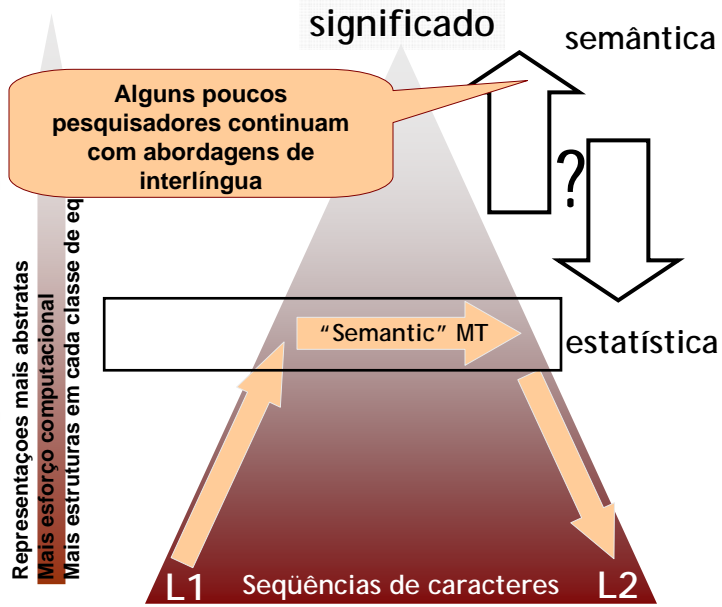 significado
semântica
Alguns poucos
pesquisadores continuam
com abordagens de
interlíngua
?
"Semantic" MT
estatística
Representaçoes mais abstratas
Mais esforço computacional
Mais estruturas em cada classe de eq
L1
Seqüências de caracteres
L2